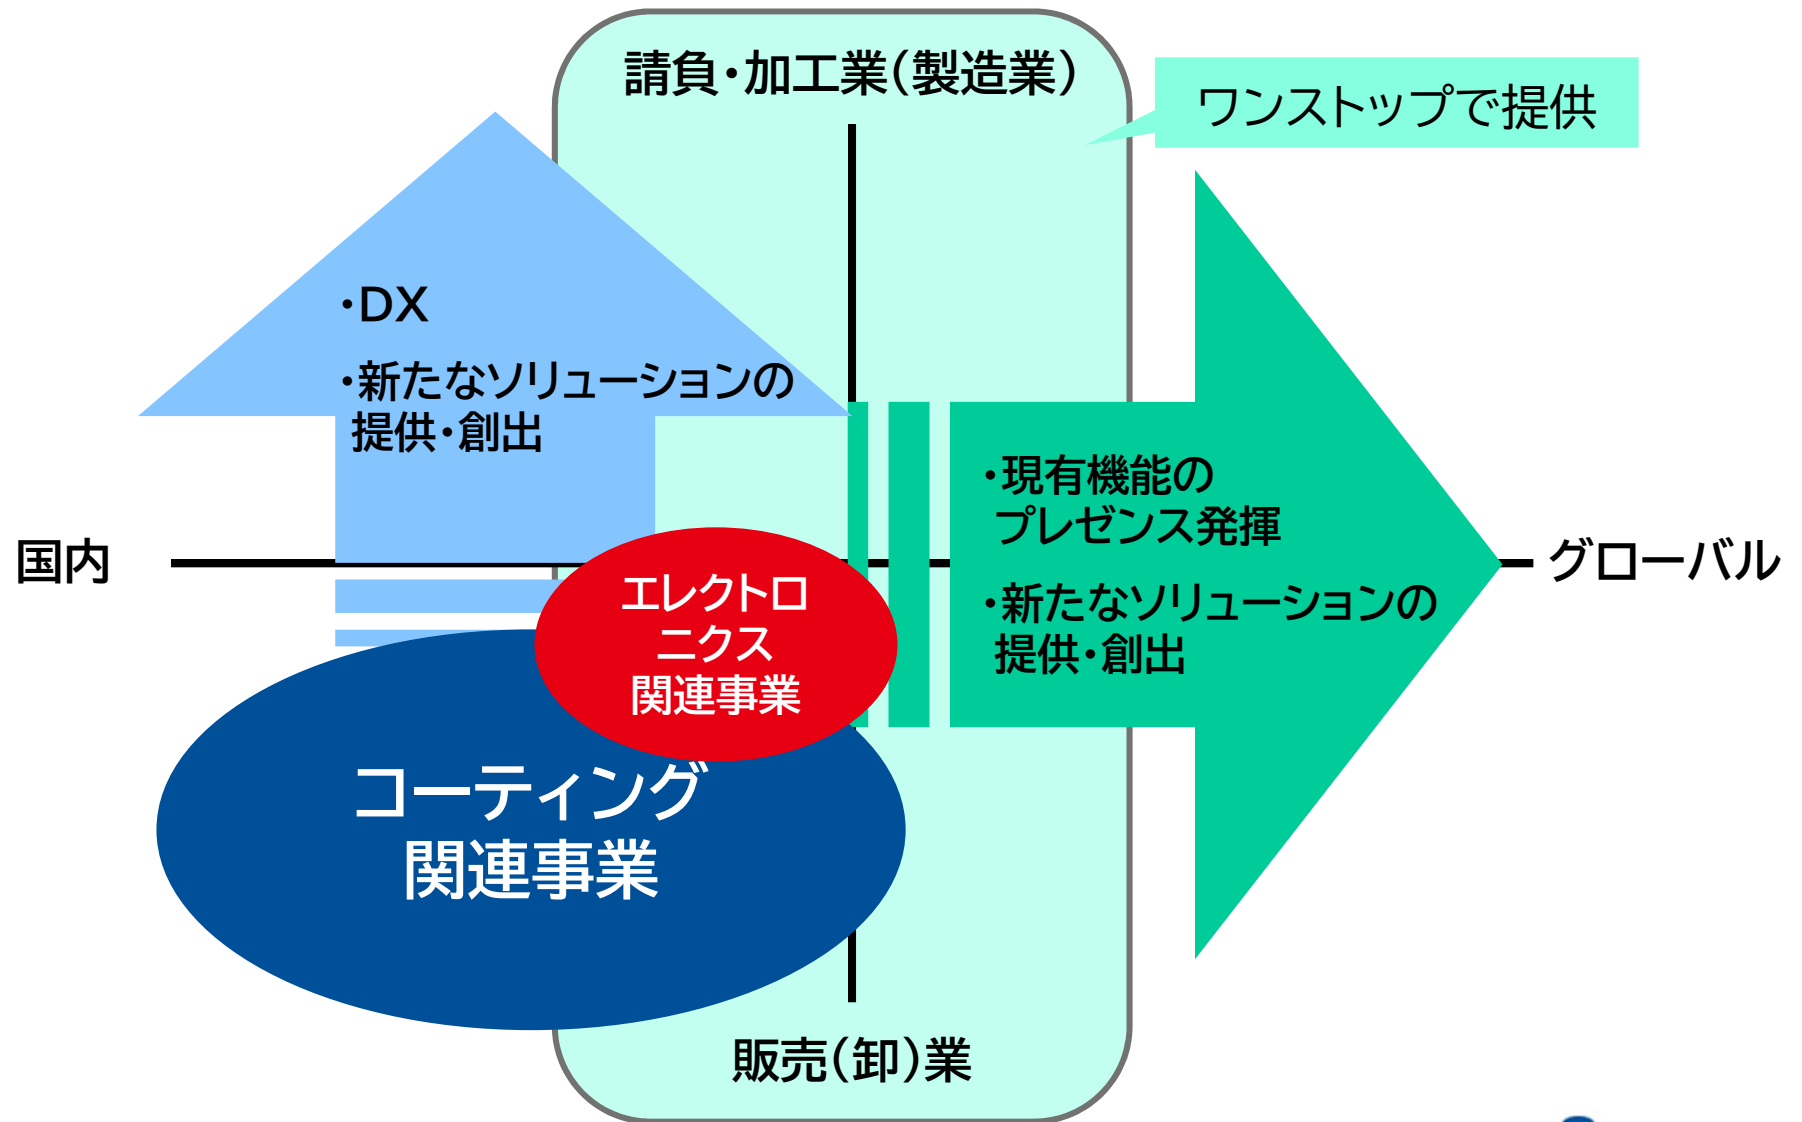 請負・加工業(製造業)
ワンストップで提供
・DX
・新たなソリューションの
提供・創出
・現有機能の
プレゼンス発揮
・新たなソリューションの
提供・創出
国内
グローバル
エレクトロ
ニクス
関連事業
コーティング
関連事業
販売(卸)業